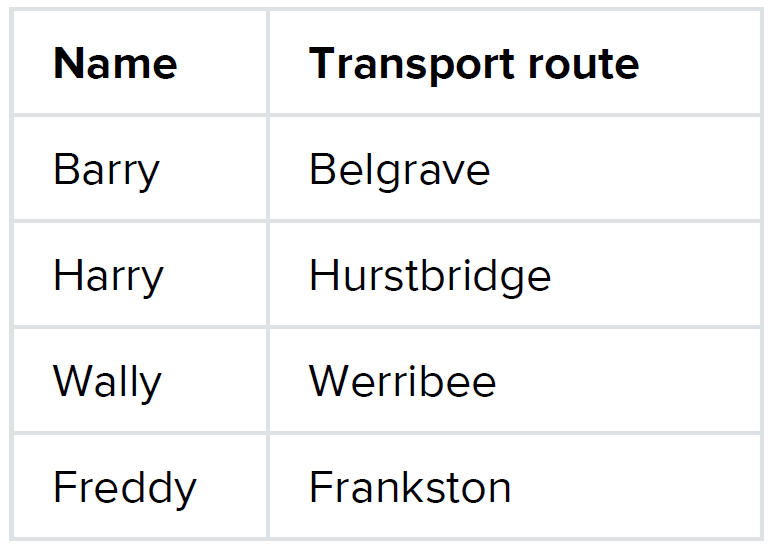 Name Transport route
Barry Belgrave
Harry Hurstbridge
Wally Werribee
Freddy Frankston